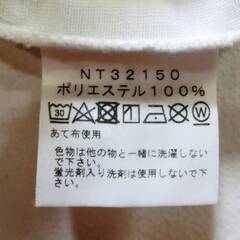 NT32150
ポリエステル100%
30 W
あて布使用
色物は他の物と一緒に洗濯しない
で下さい。
蛍光剤入り洗剤は使用しないで
下さい。